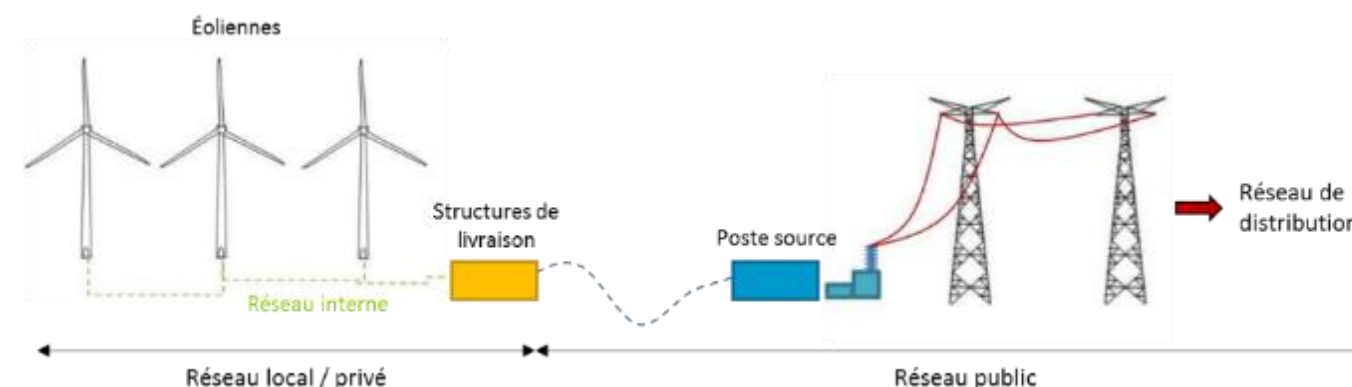 Éoliennes
Structures de
livraison
Poste source
Réseau de
distribution
Réseau interne
Réseau local / privé
Réseau public